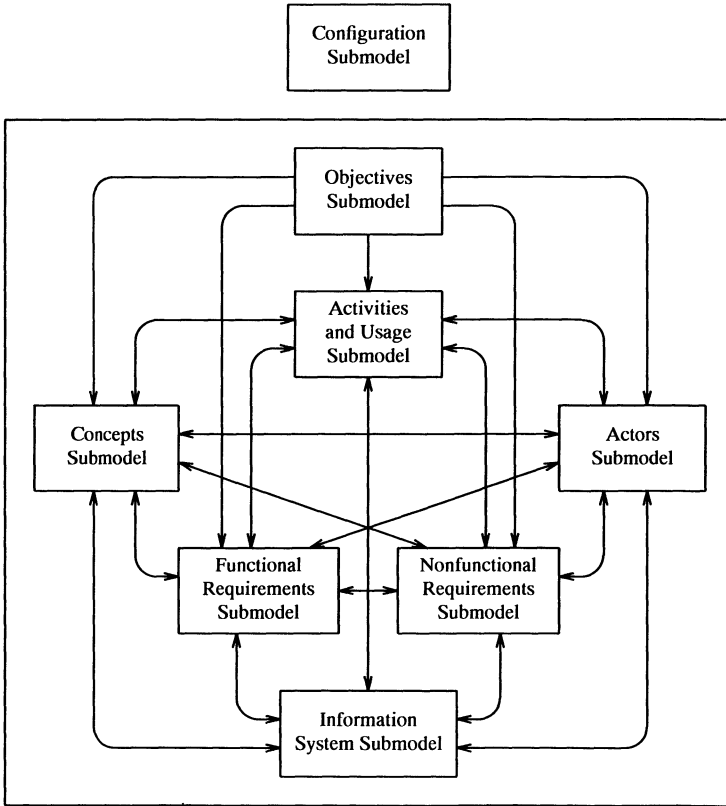 Configuration
Submodel
Objectives
Submodel
Activities
and Usage
Submodel
Concepts
Submodel
Actors
Submodel
Functional
Requirements
Submodel
Nonfunctional
Requirements
Submodel
Information
System Submodel